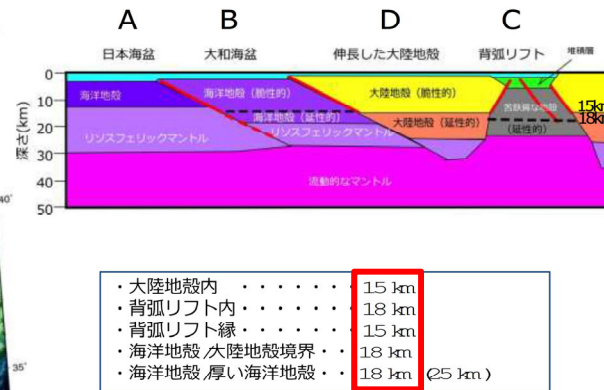 A B D C
日本海盆 大和海盆 伸長した大陸地殻 背弧リフト 堆積層
0
10
20
30
40
50
深さ(km)
海洋地殻
海洋地殻（脆性的）
大陸地殻（脆性的）
苦鉄質な地殻
15km
18km
海洋地殻（延性的）
大陸地殻（延性的）
（延性的）
リソスフェリックマントル
リソスフェリックマントル
流動的なマントル
40°
35°
・大陸地殻内 ・・・・・・・ 15 km
・背弧リフト内・・・・・・・ 18 km
・背弧リフト縁・・・・・・・ 15 km
・海洋地殻/大陸地殻境界・・ 18 km
・海洋地殻/厚い海洋地殻・・ 18 km (25 km)